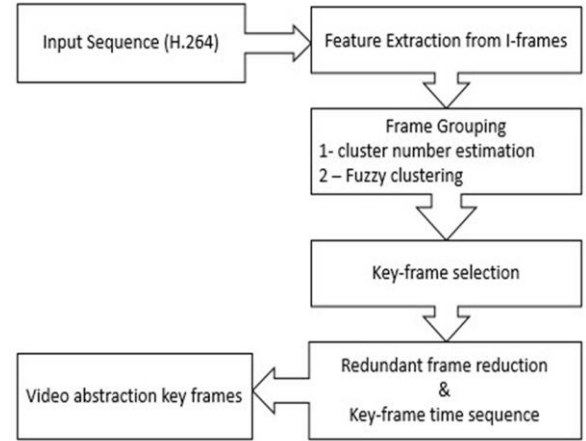 Input Sequence (H.264)
Feature Extraction from I-frames
Frame Grouping
1- cluster number estimation
2 – Fuzzy clustering
Key-frame selection
Redundant frame reduction
&
Key-frame time sequence
Video abstraction key frames